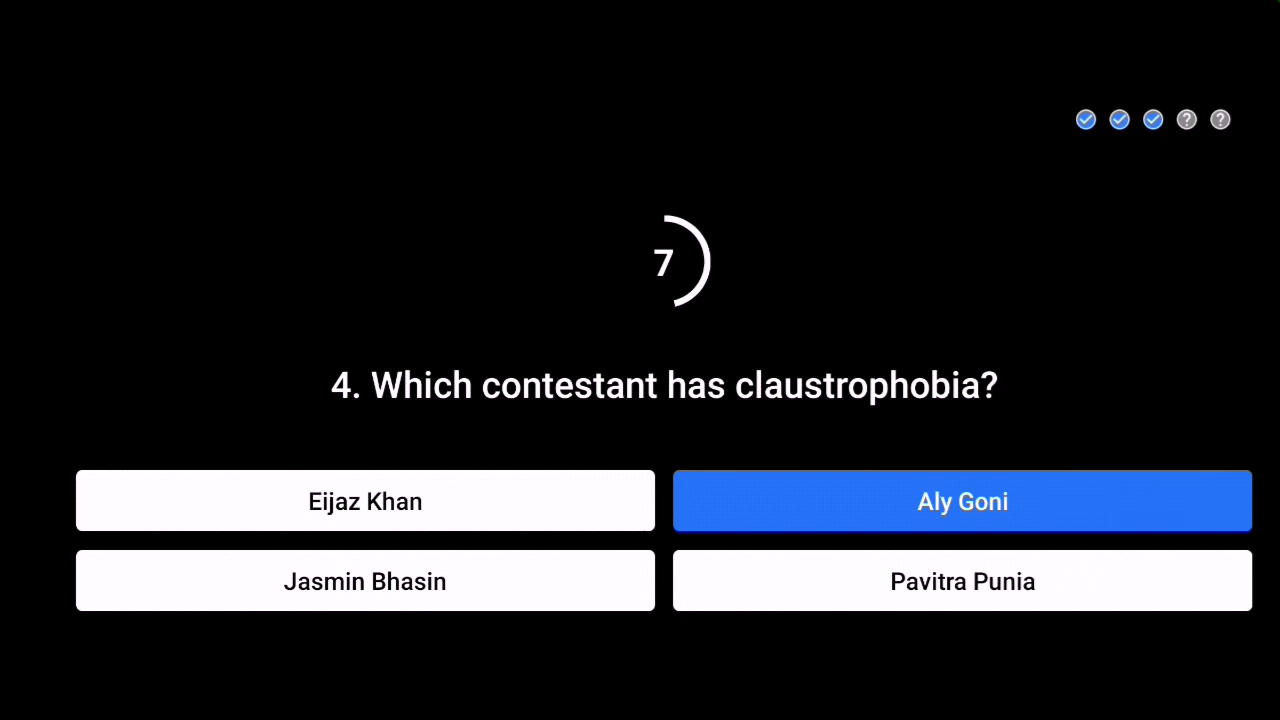 7
4. Which contestant has claustrophobia?
Eijaz Khan
Aly Goni
Jasmin Bhasin
Pavitra Punia